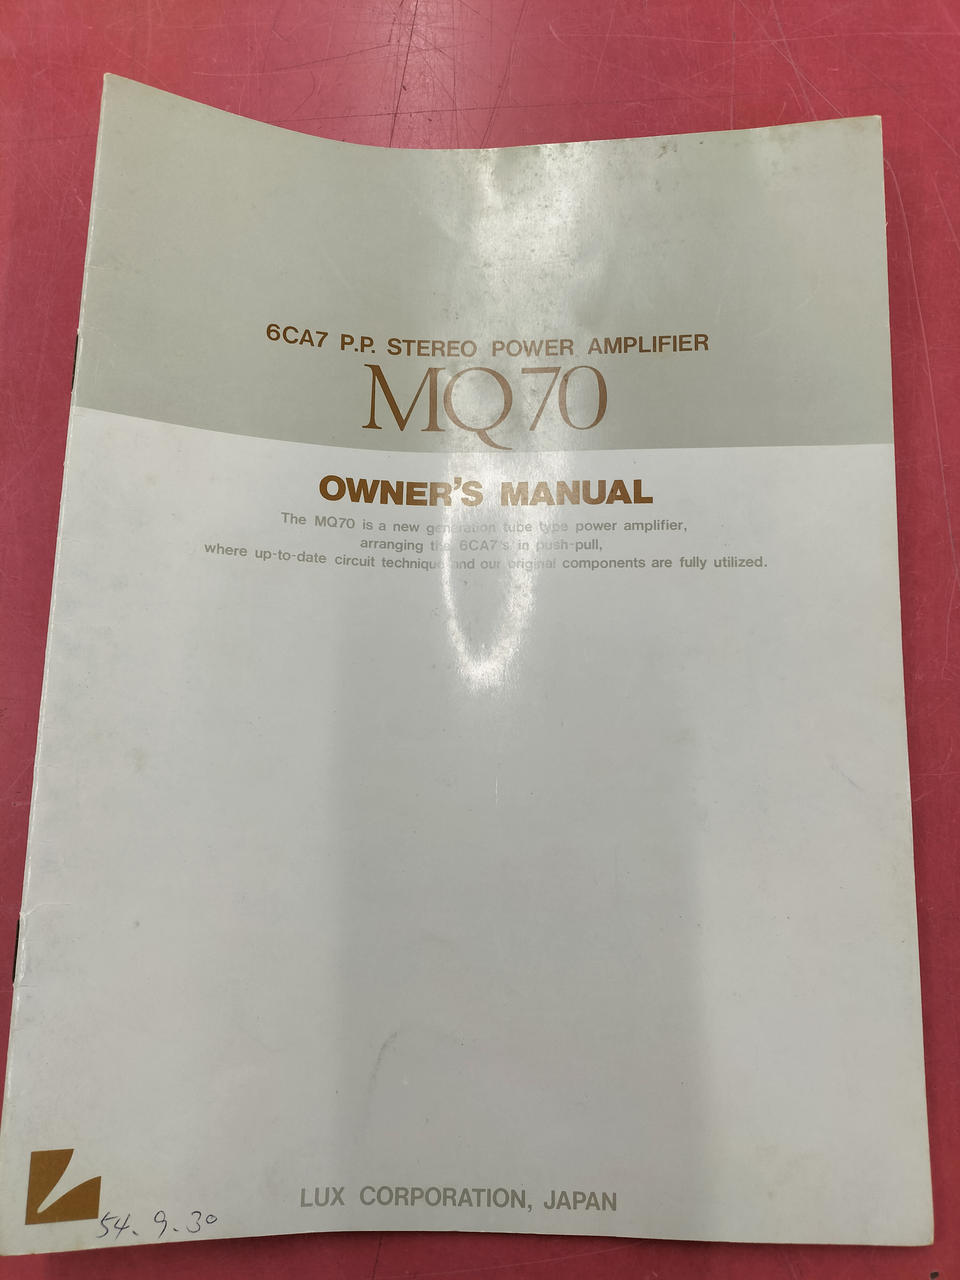 6CA7 P.P. STEREO POWER AMPLIFIER
MQ70
OWNER'S MANUAL
The MQ70 is a new generation tube type power amplifier,
arranging the 6CA7's in push-pull,
where up-to-date circuit technique and our original components are fully utilized.
LUX CORPORATION, JAPAN
54.9.30